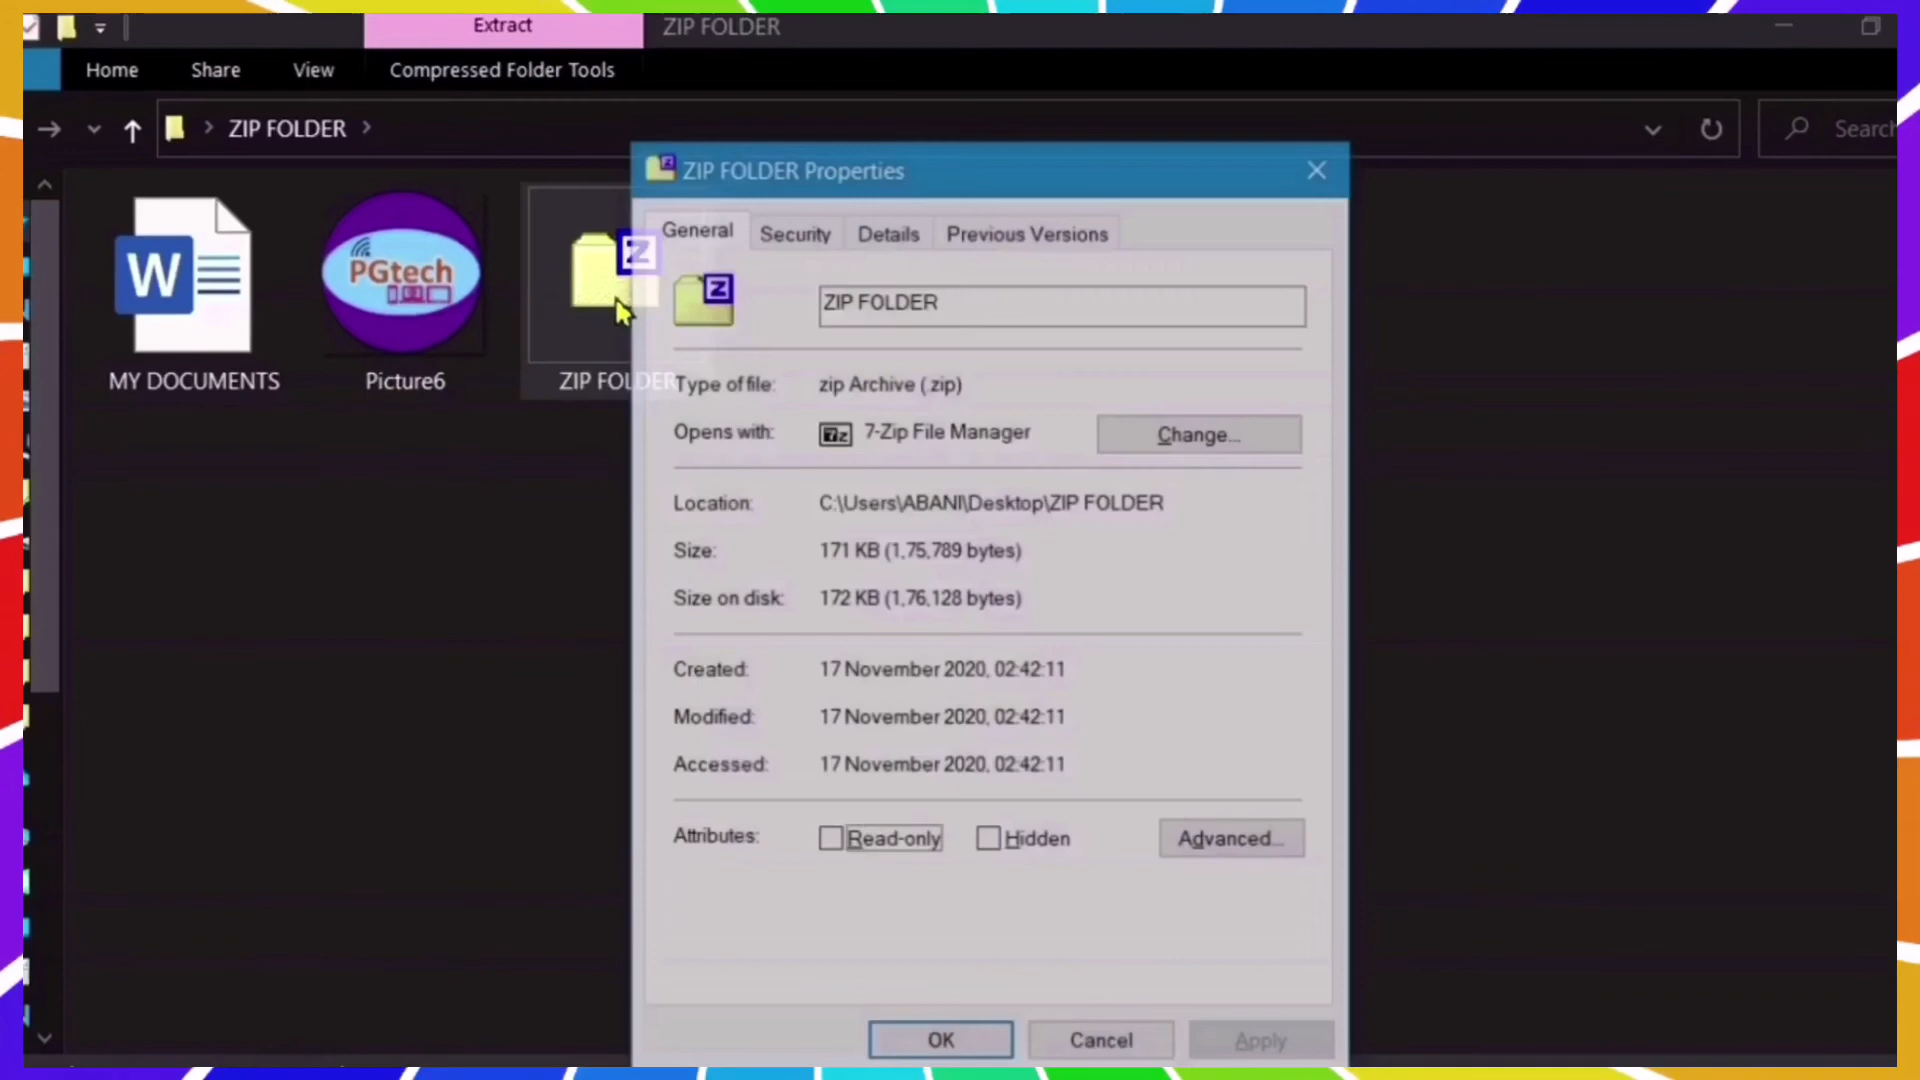 Extract
ZIP FOLDER
Home
Share
View
Compressed Folder Tools
ZIP FOLDER
Search
ZIP FOLDER Properties
General
Security
Details
Previous Versions
W
PGtech
MY DOCUMENTS
Picture6
Z
ZIP FOLDER
Z
ZIP FOLDER
Type of file:
zip Archive (.zip)
Opens with:
7z
7-Zip File Manager
Change...
Location:
C:\Users\ABANI\Desktop\ZIP FOLDER
Size:
171 KB (1,75,789 bytes)
Size on disk:
172 KB (1,76,128 bytes)
Created:
17 November 2020, 02:42:11
Modified:
17 November 2020, 02:42:11
Accessed:
17 November 2020, 02:42:11
Attributes:
Read-only
Hidden
Advanced...
OK
Cancel
Apply